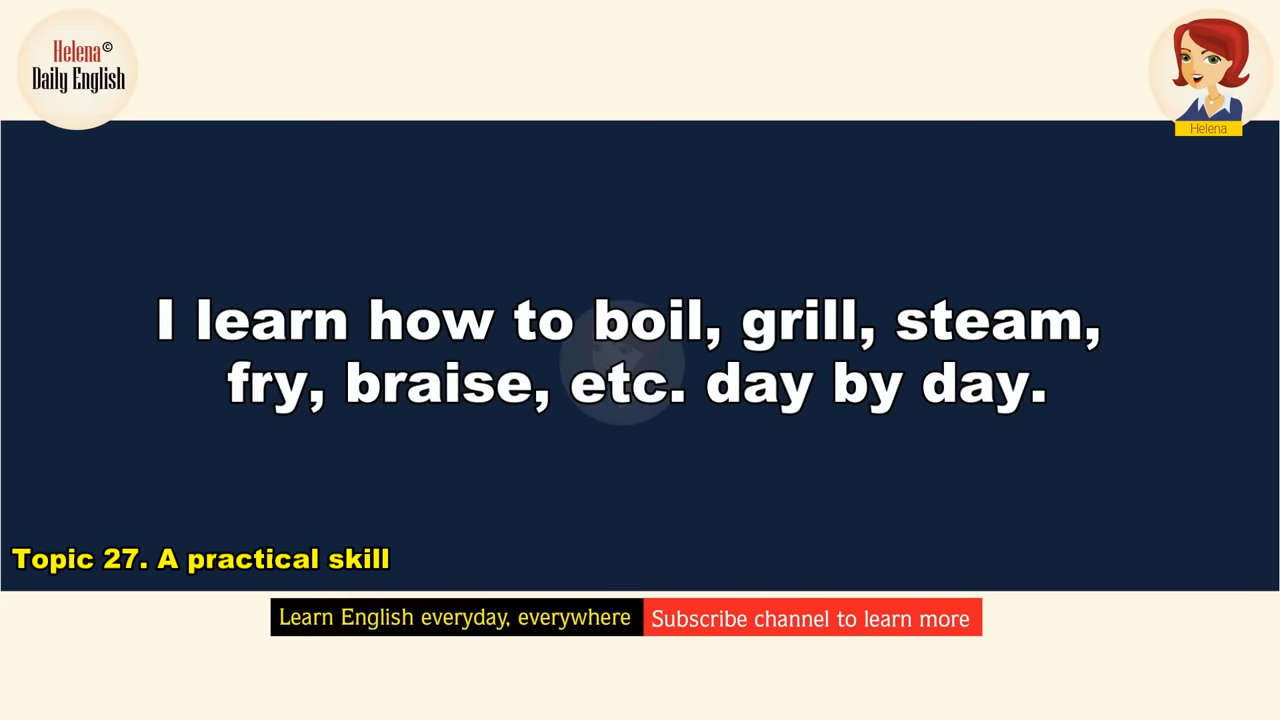 Helena©
Daily English
Helena
I learn how to boil, grill, steam,
fry, braise, etc. day by day.
Topic 27. A practical skill
Learn English everyday, everywhere
Subscribe channel to learn more